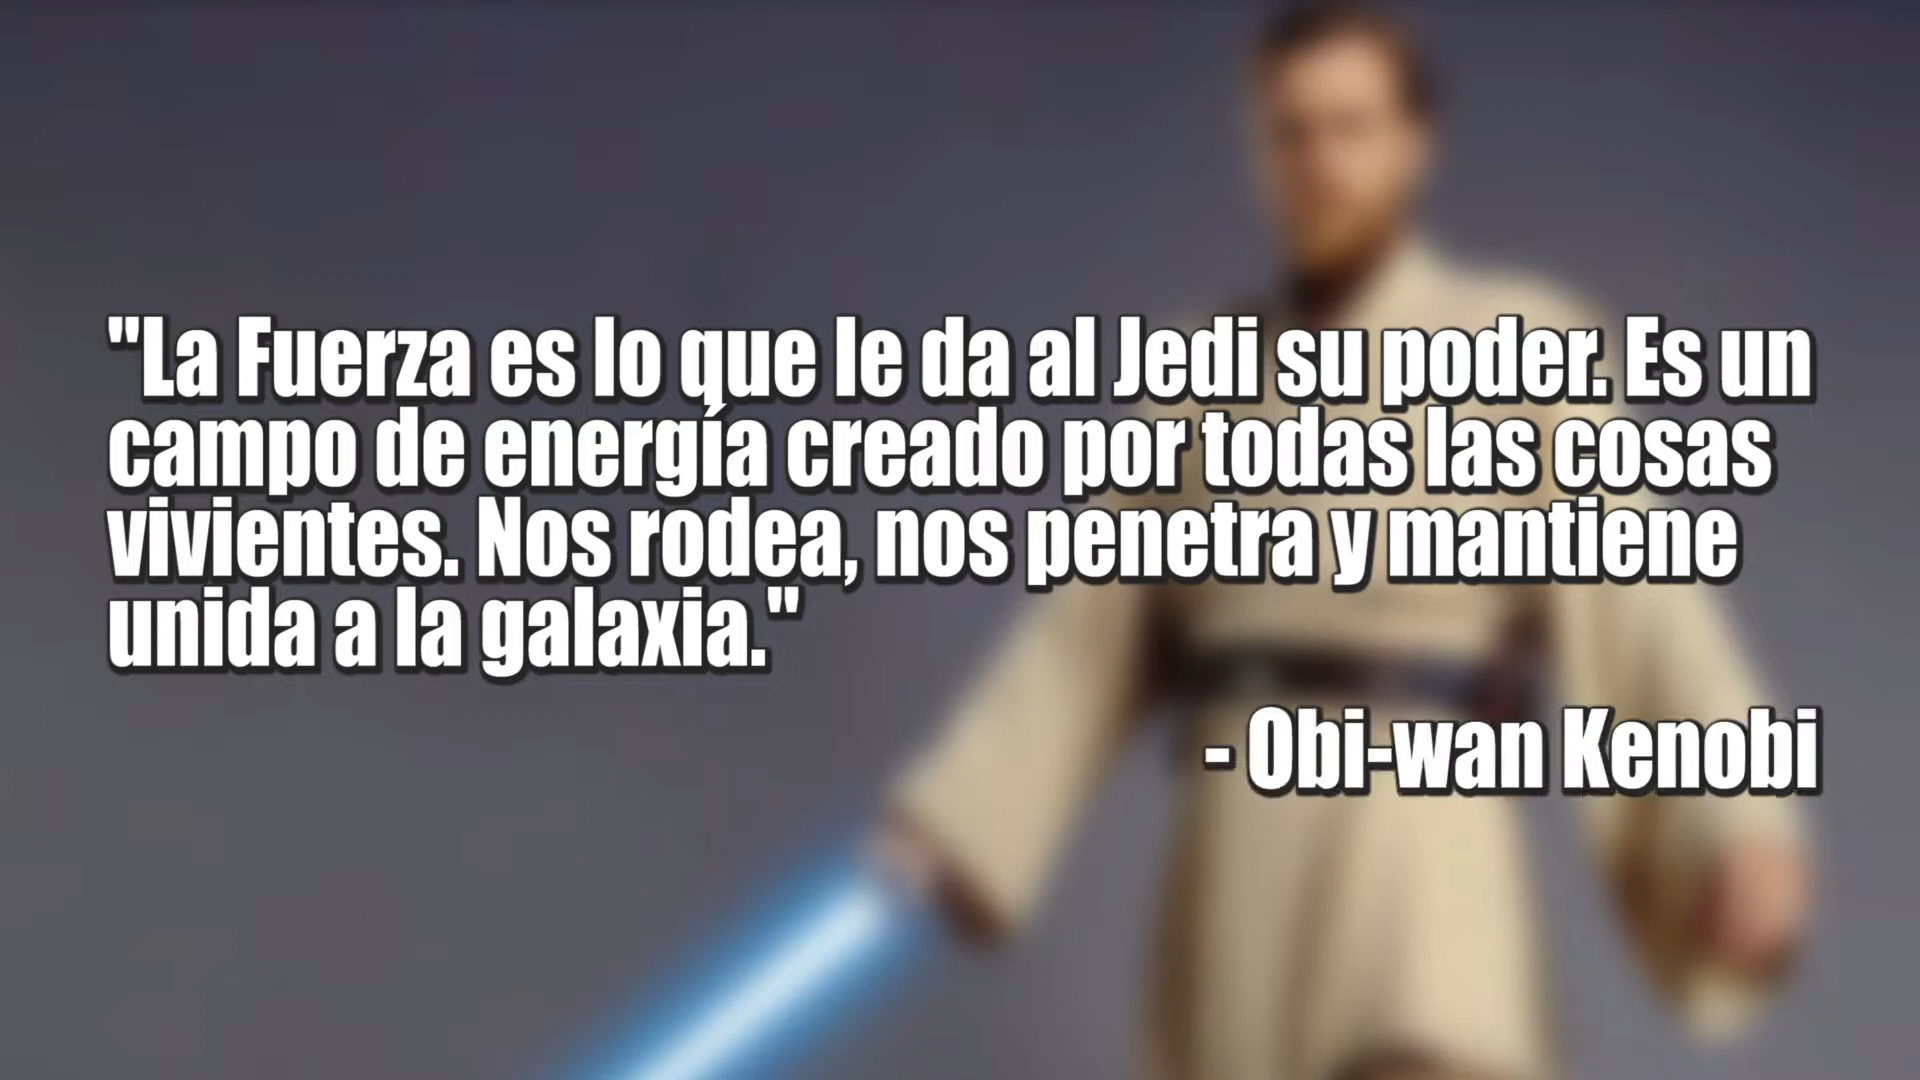 "La Fuerza es lo que le da al Jedi su poder. Es un
campo de energía creado por todas las cosas
vivientes. Nos rodea, nos penetra y mantiene
unida a la galaxia."
- Obi-wan Kenobi